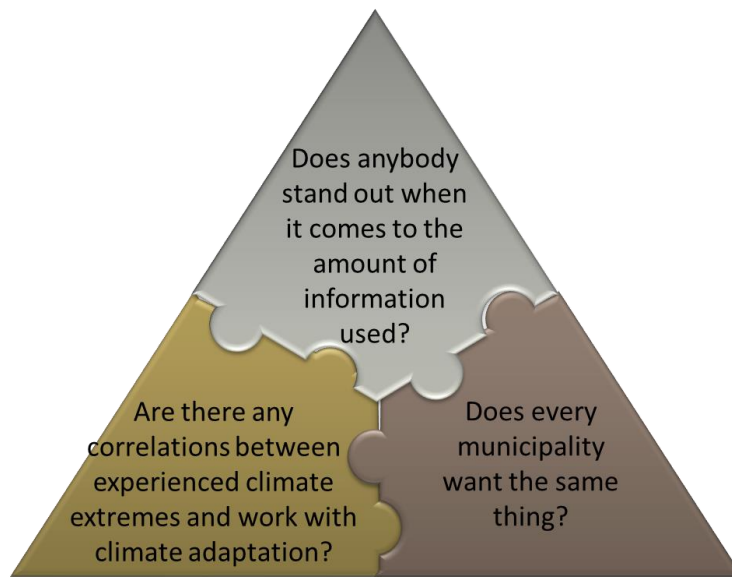 Does anybody
stand out when
it comes to the
amount of
information
used?
Are there any
correlations between
experienced climate
extremes and work with
climate adaptation?
Does every
municipality
want the same
thing?